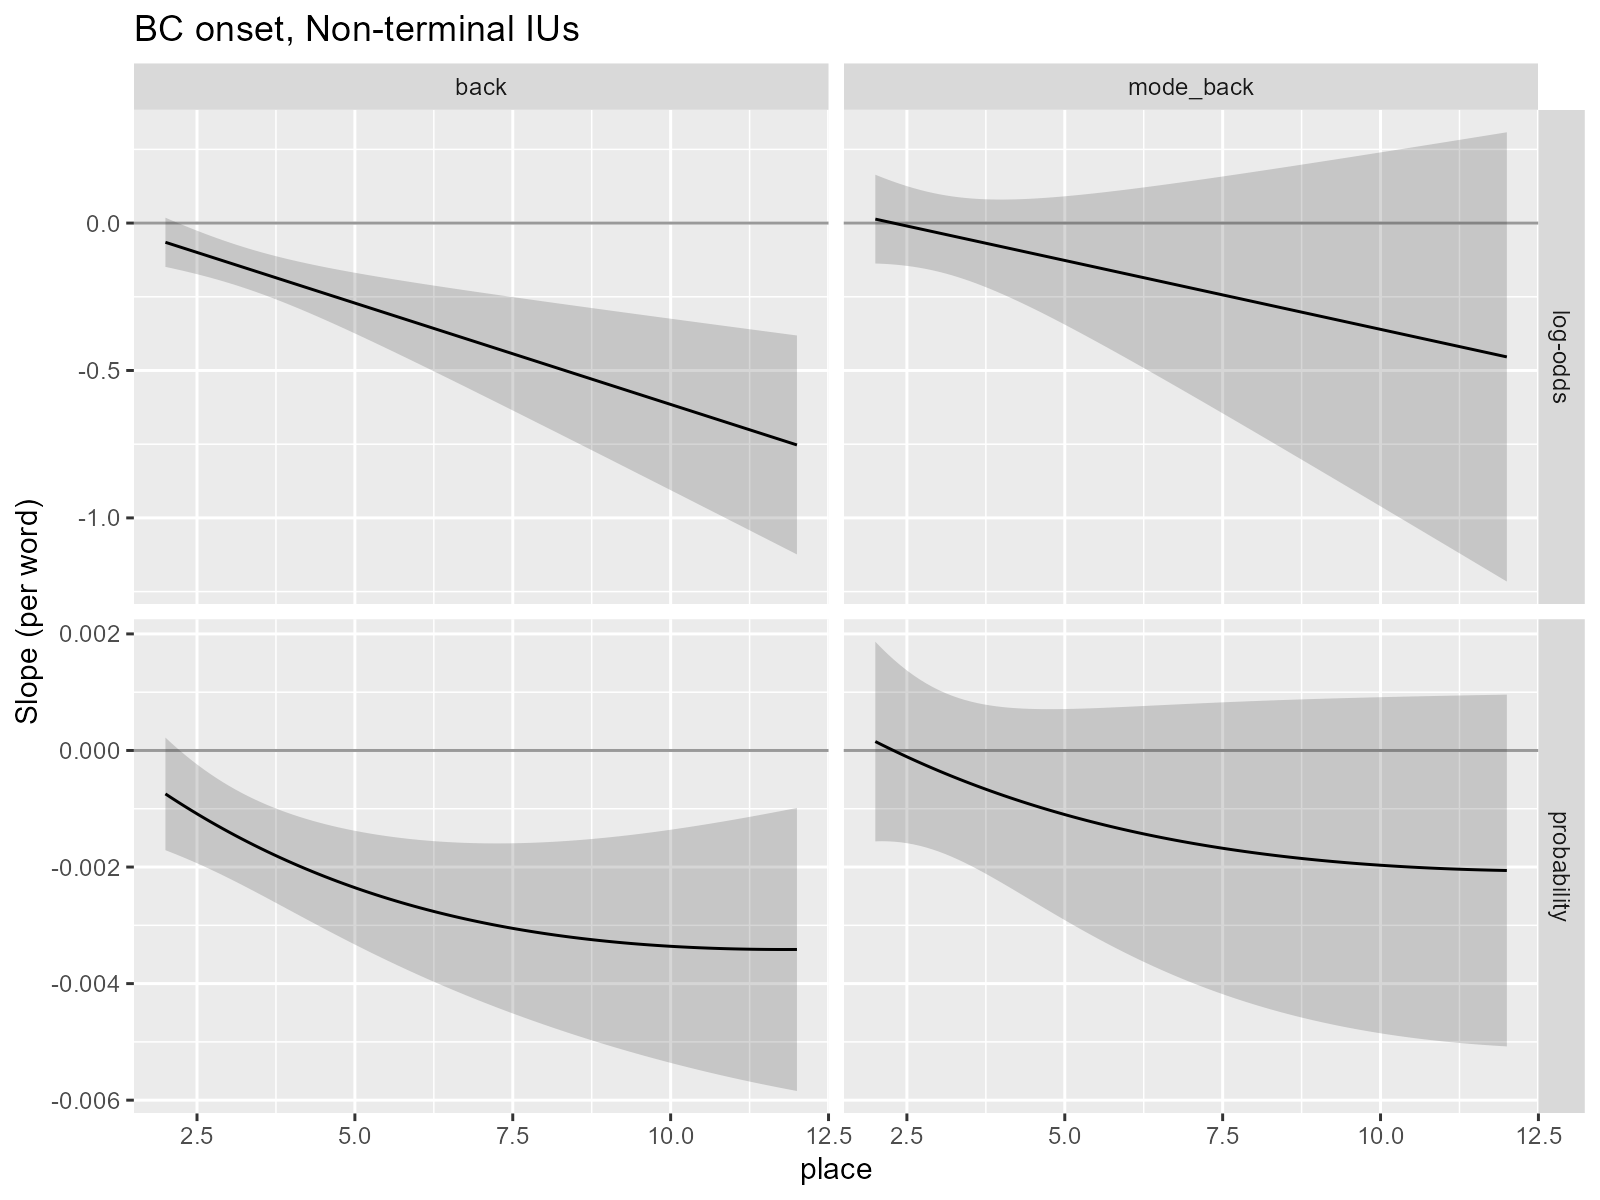 BC onset, Non-terminal IUs
back
mode_back
0.0
-0.5
-1.0
log-odds
0.002
0.000
-0.002
-0.004
-0.006
probability
Slope (per word)
2.5 5.0 7.5 10.0 12.5 2.5 5.0 7.5 10.0 12.5
place